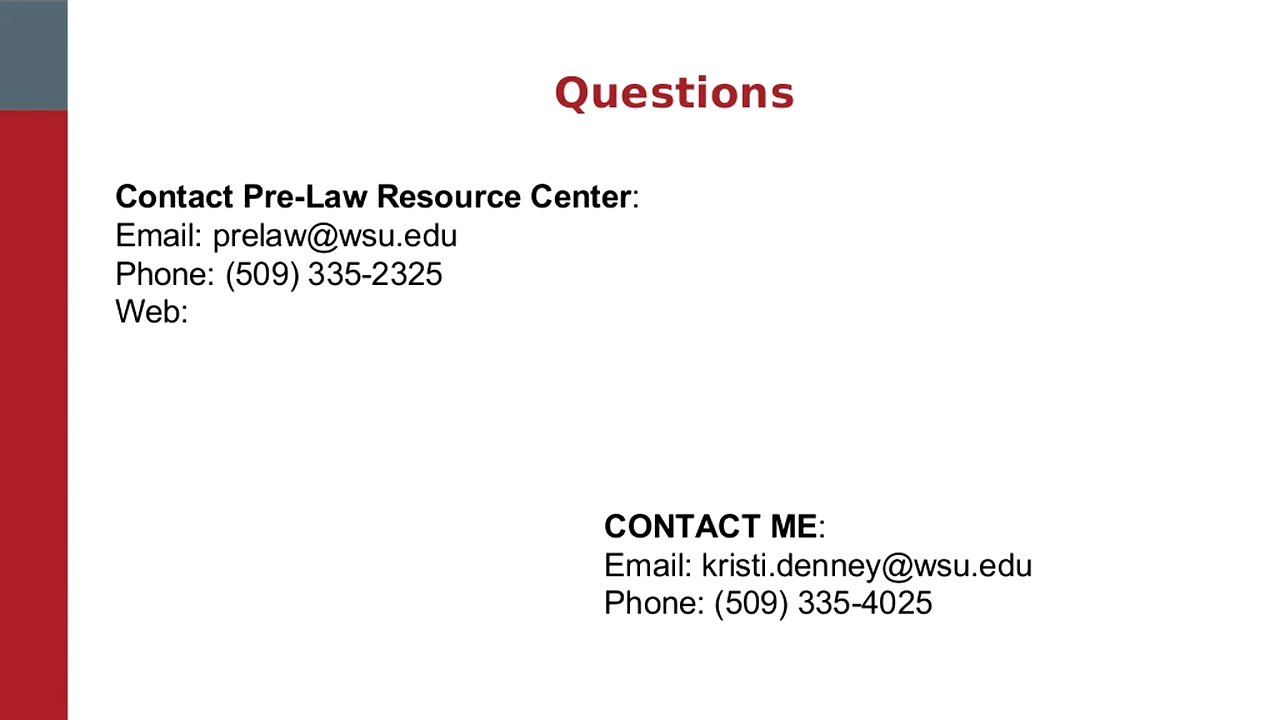 Questions
Contact Pre-Law Resource Center:
Email: prelaw@wsu.edu
Phone: (509) 335-2325
Web:
CONTACT ME:
Email: kristi.denney@wsu.edu
Phone: (509) 335-4025